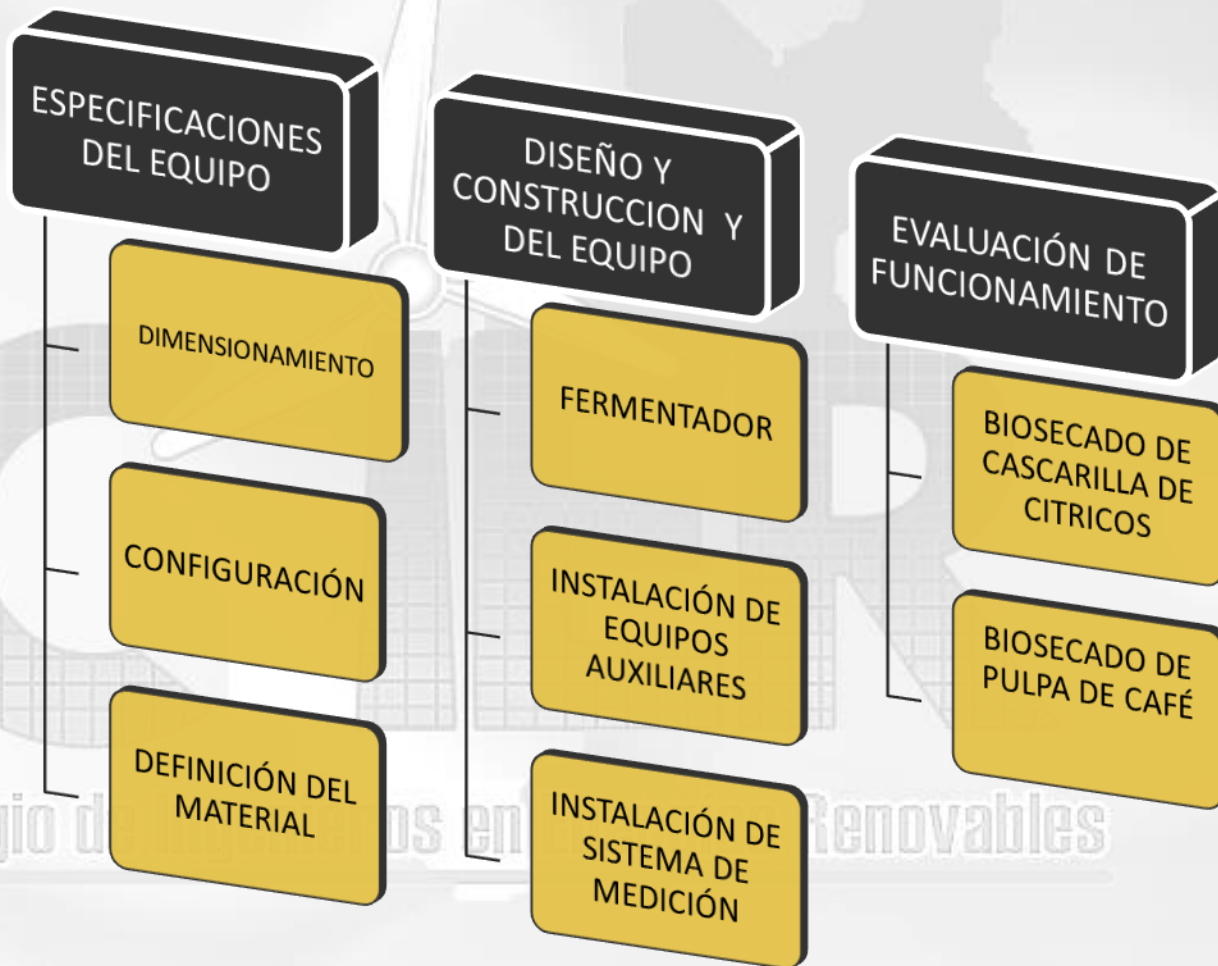 ESPECIFICACIONES
DEL EQUIPO
DIMENSIONAMIENTO
CONFIGURACIÓN
DEFINICIÓN DEL
MATERIAL
DISEÑO Y
CONSTRUCCION Y
DEL EQUIPO
FERMENTADOR
INSTALACIÓN DE
EQUIPOS
AUXILIARES
INSTALACIÓN DE
SISTEMA DE
MEDICIÓN
EVALUACIÓN DE
FUNCIONAMIENTO
BIOSECADO DE
CASCARILLA DE
CITRICOS
BIOSECADO DE
PULPA DE CAFÉ
Renovables